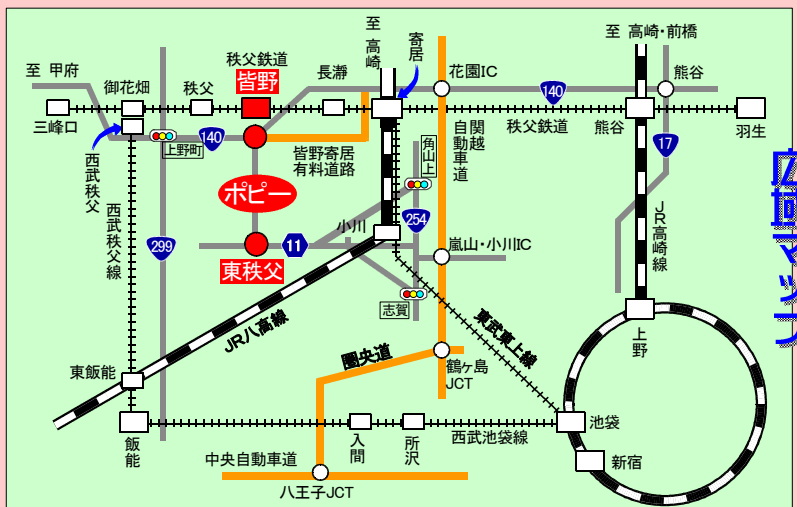 至 高崎・前橋
至 高崎
寄居
秩父鉄道
至 甲府
御花畑
秩父
皆野
長瀞
花園IC
140
熊谷
三峰口
西武秩父
上野町
140
皆野寄居
有料道路
角山上
関越
自動車道
秩父鉄道
熊谷
羽生
17
広域マップ
ポピー
西武秩父線
299
小川
254
11
東秩父
嵐山・小川IC
JR高崎線
志賀
JR八高線
東武東上線
上野
圏央道
鶴ヶ島
JCT
東飯能
飯能
入間
所沢
西武池袋線
池袋
中央自動車道
新宿
八王子JCT